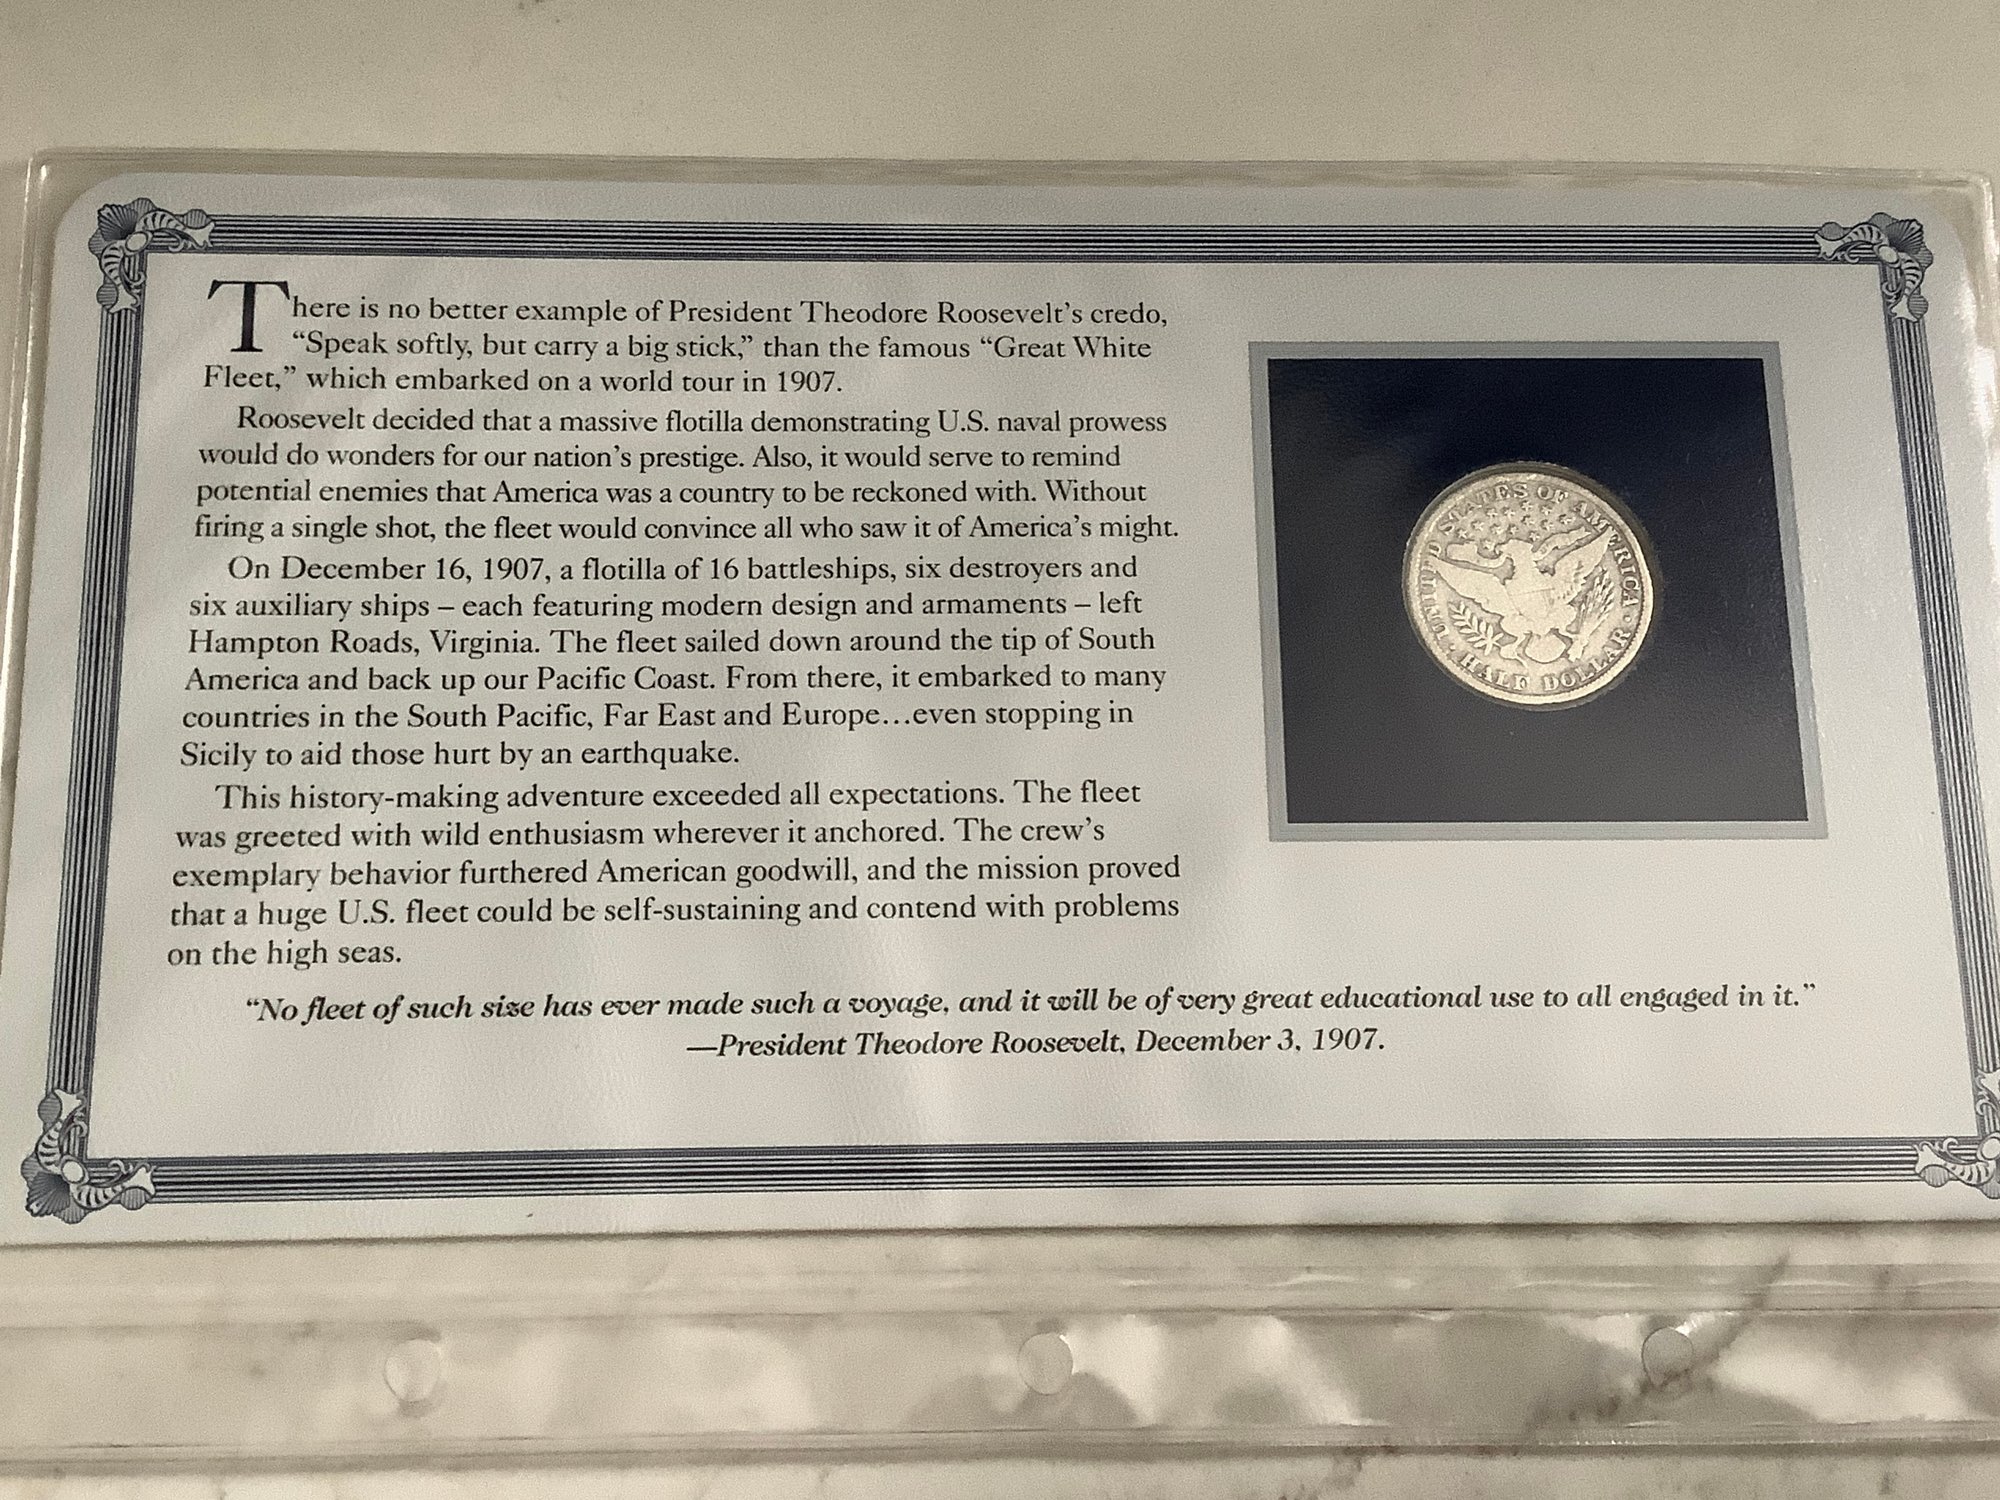 There is no better example of President Theodore Roosevelt's credo,
“Speak softly, but carry a big stick,” than the famous “Great White
Fleet,” which embarked on a world tour in 1907.
Roosevelt decided that a massive flotilla demonstrating U.S. naval prowess
would do wonders for our nation's prestige. Also, it would serve to remind
potential enemies that America was a country to be reckoned with. Without
firing a single shot, the fleet would convince all who saw it of America's might.
On December 16, 1907, a flotilla of 16 battleships, six destroyers and
six auxiliary ships – each featuring modern design and armaments – left
Hampton Roads, Virginia. The fleet sailed down around the tip of South
America and back up our Pacific Coast. From there, it embarked to many
countries in the South Pacific, Far East and Europe…even stopping in
Sicily to aid those hurt by an earthquake.
This history-making adventure exceeded all expectations. The fleet
was greeted with wild enthusiasm wherever it anchored. The crew's
exemplary behavior furthered American goodwill, and the mission proved
that a huge U.S. fleet could be self-sustaining and contend with problems
on the high seas.
“No fleet of such size has ever made such a voyage, and it will be of very great educational use to all engaged in it.”
—President Theodore Roosevelt, December 3, 1907.
UNITED STATES OF AMERICA
HALF DOLLAR